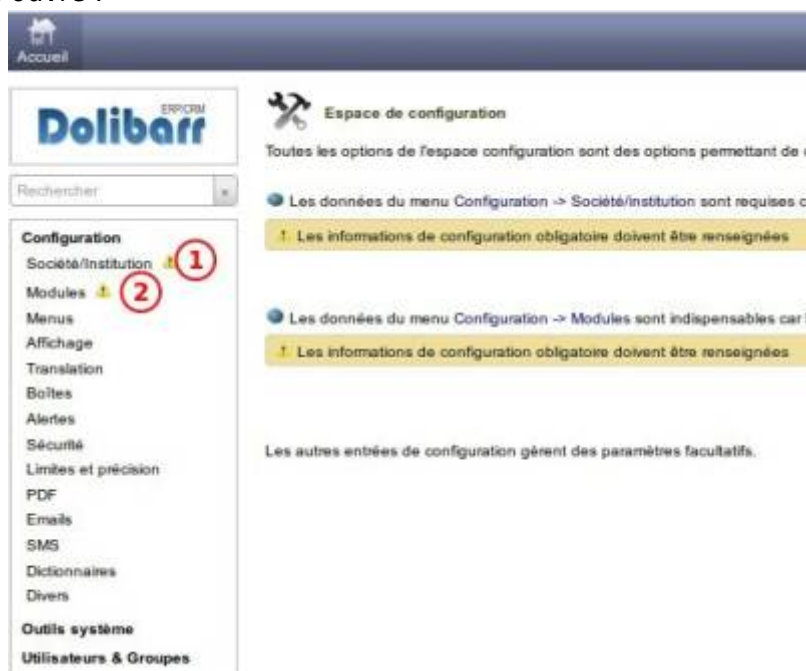 Accueil
ERP/CRM
Dolibarr
Rechercher
Configuration
Société/Institution 1
Modules 2
Menus
Affichage
Translation
Boîtes
Alertes
Sécurité
Limites et précision
PDF
Emails
SMS
Dictionnaires
Divers
Outils système
Utilisateurs & Groupes
Espace de configuration
Toutes les options de l'espace configuration sont des options permettant de
Les données du menu Configuration -> Société/Institution sont requises
Les informations de configuration obligatoire doivent être renseignées
Les données du menu Configuration -> Modules sont indispensables car
Les informations de configuration obligatoire doivent être renseignées
Les autres entrées de configuration gèrent des paramètres facultatifs.